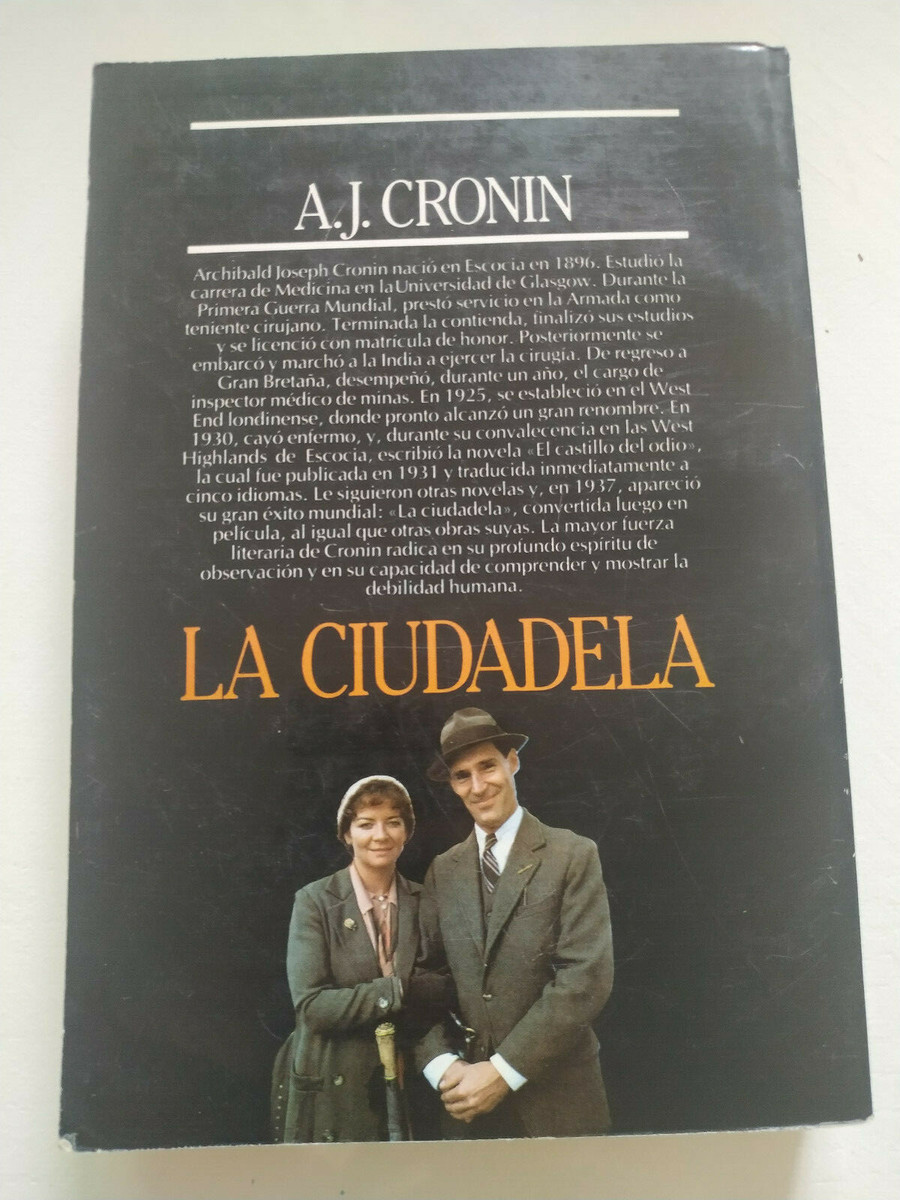 A.J. CRONIN
Archibald Joseph Cronin nació en Escocia en 1896. Estudió la
carrera de Medicina en la Universidad de Glasgow. Durante la
Primera Guerra Mundial, prestó servicio en la Armada como
teniente cirujano. Terminada la contienda, finalizó sus estudios
y se licenció con matrícula de honor. Posteriormente se
embarcó y marchó a la India a ejercer la cirugía. De regreso a
Gran Bretaña, desempeñó, durante un año, el cargo de
inspector médico de minas. En 1925, se estableció en el West
End londinense, donde pronto alcanzó un gran renombre. En
1930, cayó enfermo, y, durante su convalecencia en las West
Highlands de Escocia, escribió la novela «El castillo del odio»,
la cual fue publicada en 1931 y traducida inmediatamente a
cinco idiomas. Le siguieron otras novelas y, en 1937, apareció
su gran éxito mundial: «La ciudadela», convertida luego en
película, al igual que otras obras suyas. La mayor fuerza
literaria de Cronin radica en su profundo espíritu de
observación y en su capacidad de comprender y mostrar la
debilidad humana.
LA CIUDADELA